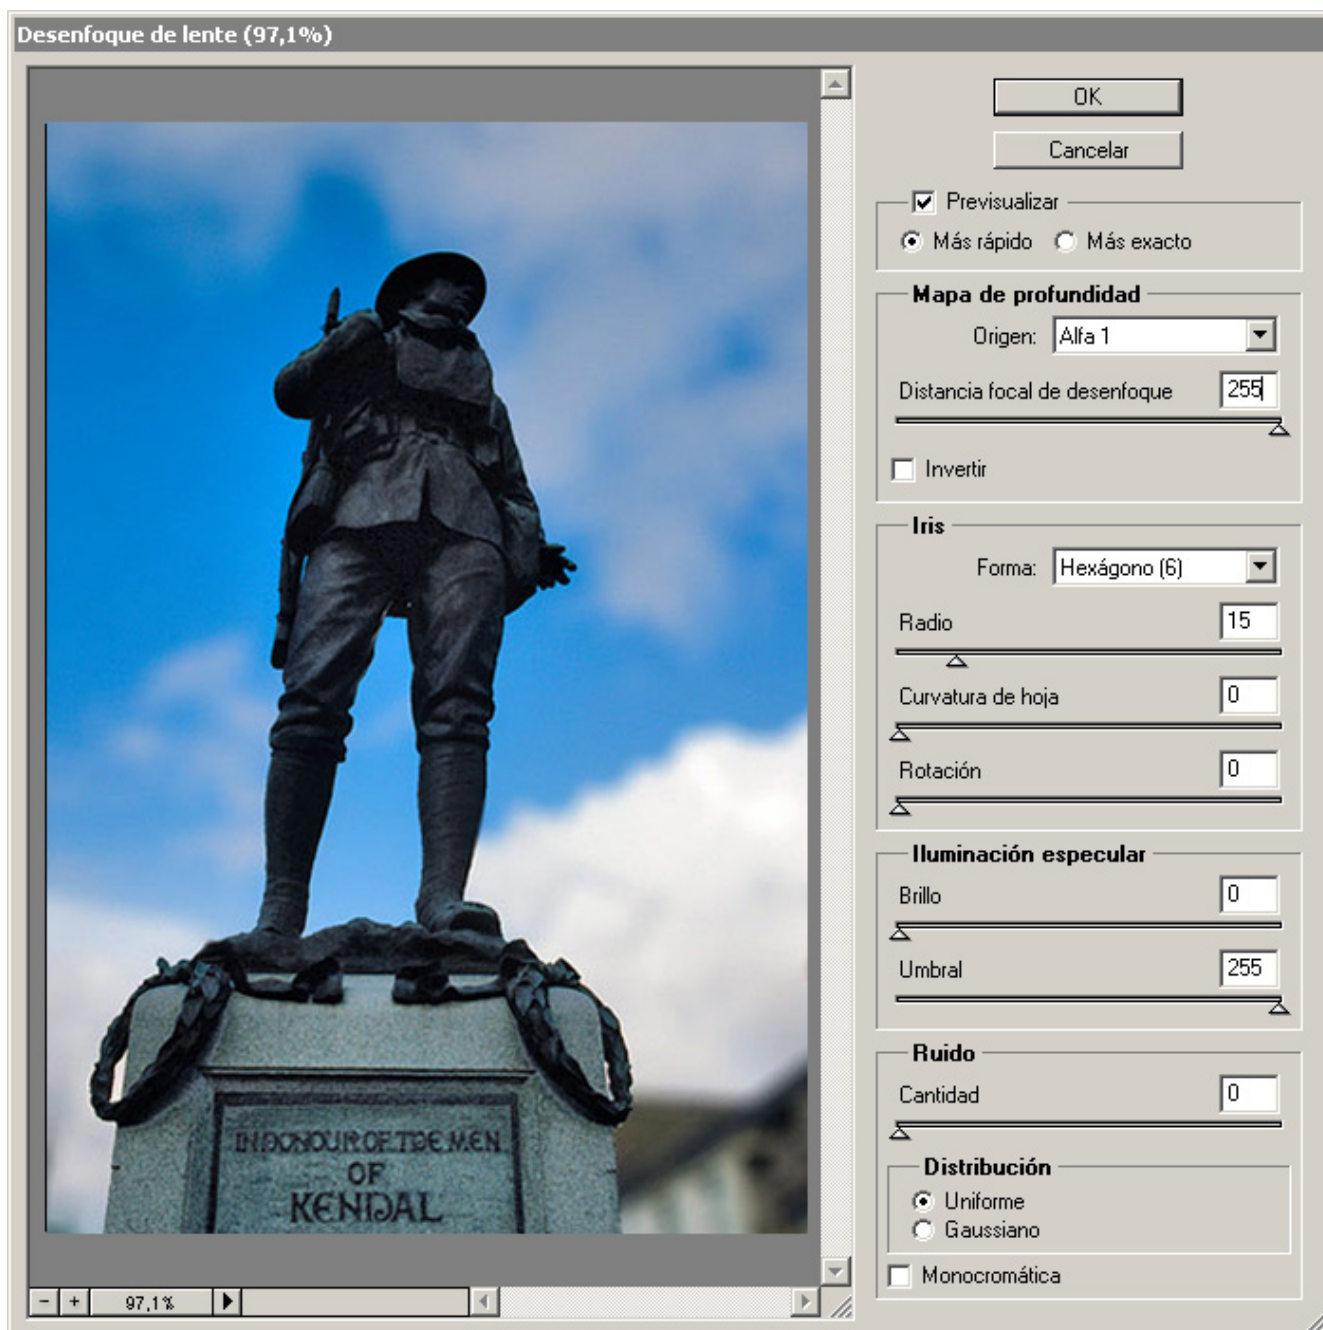 Desenfoque de lente (97,1%)
OK
Cancelar
Previsualizar
Más rápido Más exacto
Mapa de profundidad
Origen: Alfa 1
Distancia focal de desenfoque 255
Invertir
Iris
Forma: Hexágono (6)
Radio 15
Curvatura de hoja 0
Rotación 0
Iluminación especular
Brillo 0
Umbral 255
Ruido
Cantidad 0
Distribución
Uniforme
Gaussiano
Monocromática
IN HONOUR OF THE MEN
OF
KENDAL
- + 97,1%